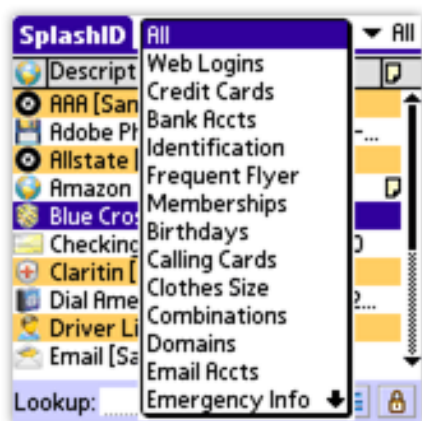 SplashID
All
All
Descript
Web Logins
Credit Cards
Bank Accts
Identification
Frequent Flyer
Memberships
Birthdays
Calling Cards
Clothes Size
Combinations
Domains
Email Accts
Emergency Info
AAA [San
Adobe Ph
-...
Allstate [
Amazon
Blue Cros
Checking
Claritin [
Dial Ame
2...
Driver Li
Email [Sa
Lookup: